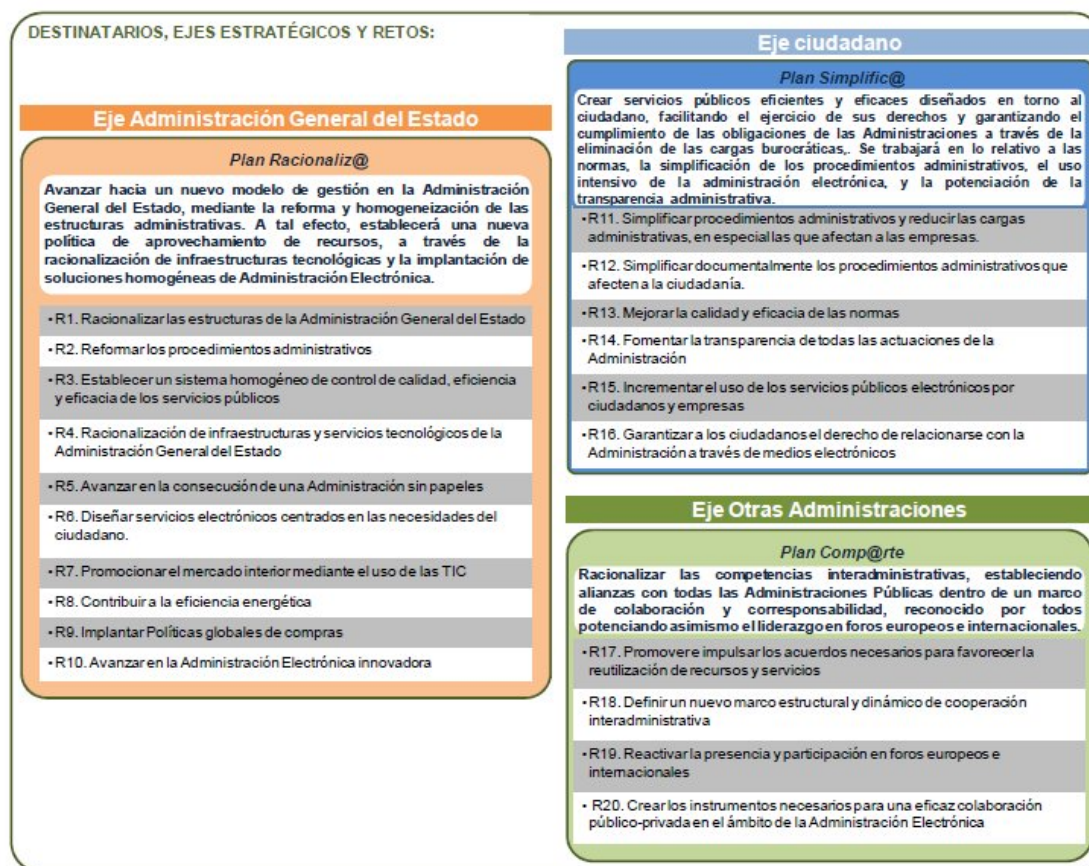 DESTINATARIOS, EJES ESTRATÉGICOS Y RETOS:
Eje Administración General del Estado
Plan Racionaliz@
Avanzar hacia un nuevo modelo de gestión en la Administración
General del Estado, mediante la reforma y homogeneización de las
estructuras administrativas. A tal efecto, establecerá una nueva
política de aprovechamiento de recursos, a través de la
racionalización de infraestructuras tecnológicas y la implantación de
soluciones homogéneas de Administración Electrónica.
• R1. Racionalizar las estructuras de la Administración General del Estado
• R2. Reformar los procedimientos administrativos
• R3. Establecer un sistema homogéneo de control de calidad, eficiencia
y eficacia de los servicios públicos
• R4. Racionalización de infraestructuras y servicios tecnológicos de la
Administración General del Estado
• R5. Avanzar en la consecución de una Administración sin papeles
• R6. Diseñar servicios electrónicos centrados en las necesidades del
ciudadano.
• R7. Promocionar el mercado interior mediante el uso de las TIC
• R8. Contribuir a la eficiencia energética
• R9. Implantar Políticas globales de compras
• R10. Avanzar en la Administración Electrónica innovadora
Eje ciudadano
Plan Simplific@
Crear servicios públicos eficientes y eficaces diseñados en torno al
ciudadano, facilitando el ejercicio de sus derechos y garantizando el
cumplimiento de las obligaciones de las Administraciones a través de la
eliminación de las cargas burocráticas,. Se trabajará en lo relativo a las
normas, la simplificación de los procedimientos administrativos, el uso
intensivo de la administración electrónica, y la potenciación de la
transparencia administrativa.
• R11. Simplificar procedimientos administrativos y reducir las cargas
administrativas, en especial las que afectan a las empresas.
• R12. Simplificar documentalmente los procedimientos administrativos que
afecten a la ciudadanía.
• R13. Mejorar la calidad y eficacia de las normas
• R14. Fomentar la transparencia de todas las actuaciones de la
Administración
• R15. Incrementar el uso de los servicios públicos electrónicos por
ciudadanos y empresas
• R16. Garantizar a los ciudadanos el derecho de relacionarse con la
Administración a través de medios electrónicos
Eje Otras Administraciones
Plan Comp@rte
Racionalizar las competencias interadministrativas, estableciendo
alianzas con todas las Administraciones Públicas dentro de un marco
de colaboración y corresponsabilidad, reconocido por todos
potenciando asimismo el liderazgo en foros europeos e internacionales.
• R17. Promover e impulsar los acuerdos necesarios para favorecer la
reutilización de recursos y servicios
• R18. Definir un nuevo marco estructural y dinámico de cooperación
interadministrativa
• R19. Reactivar la presencia y participación en foros europeos e
internacionales
• R20. Crear los instrumentos necesarios para una eficaz colaboración
público-privada en el ámbito de la Administración Electrónica